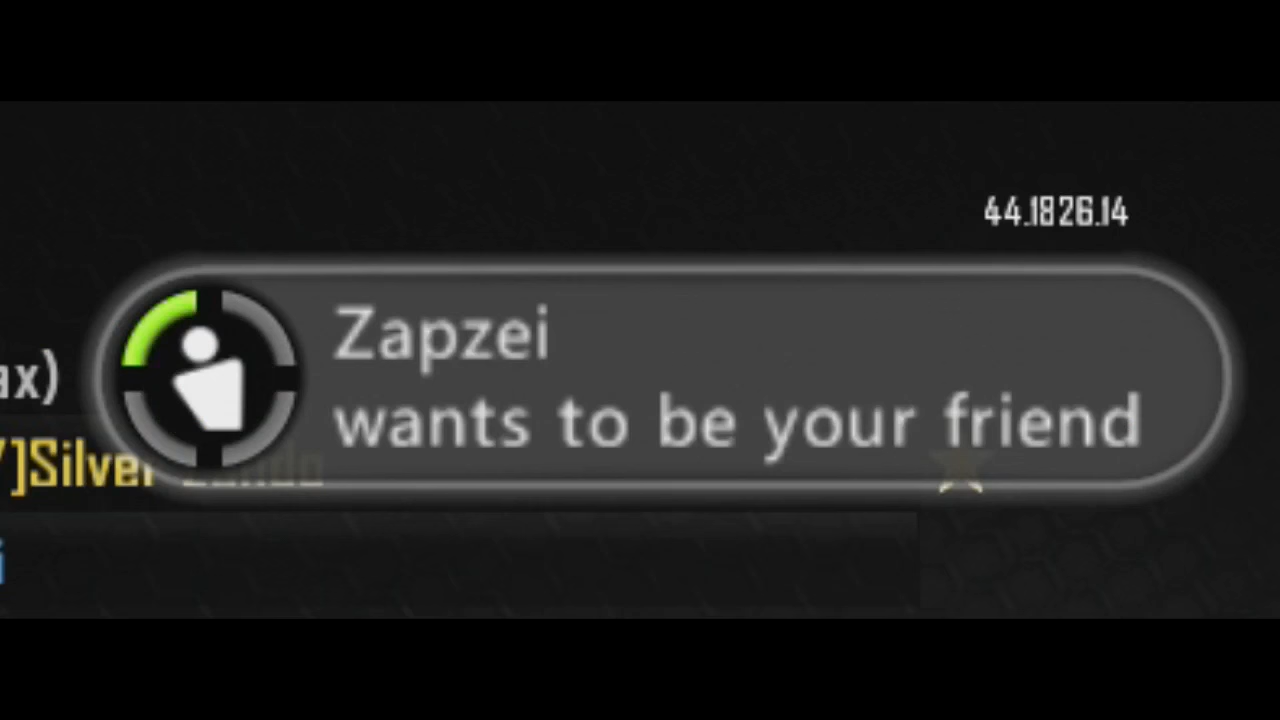 44.1826.14
Zapzei
wants to be your friend
ax)
]Silver